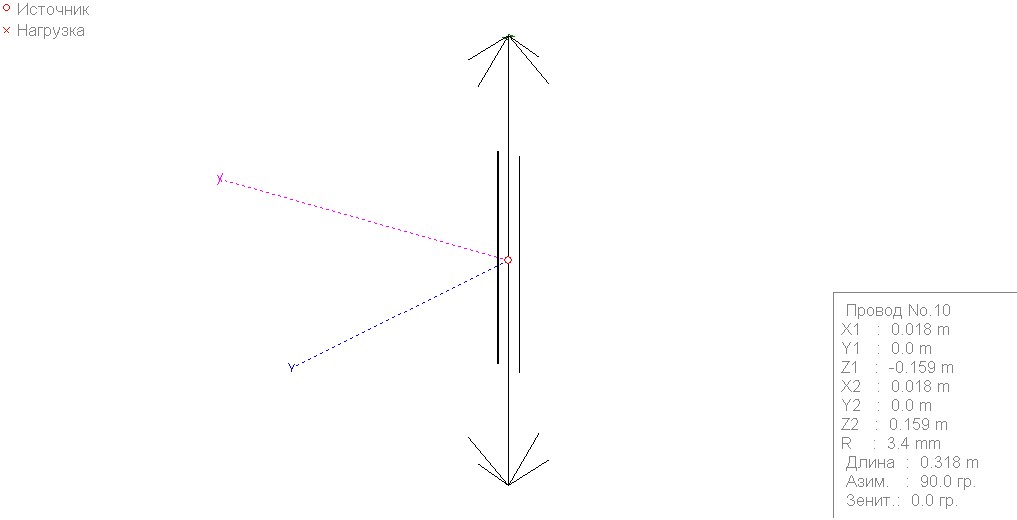 Источник
Нагрузка
X
Y
Провод No.10
X1 : 0.018 m
Y1 : 0.0 m
Z1 : -0.159 m
X2 : 0.018 m
Y2 : 0.0 m
Z2 : 0.159 m
R : 3.4 mm
Длина : 0.318 m
Азим. : 90.0 гр.
Зенит.: 0.0 гр.